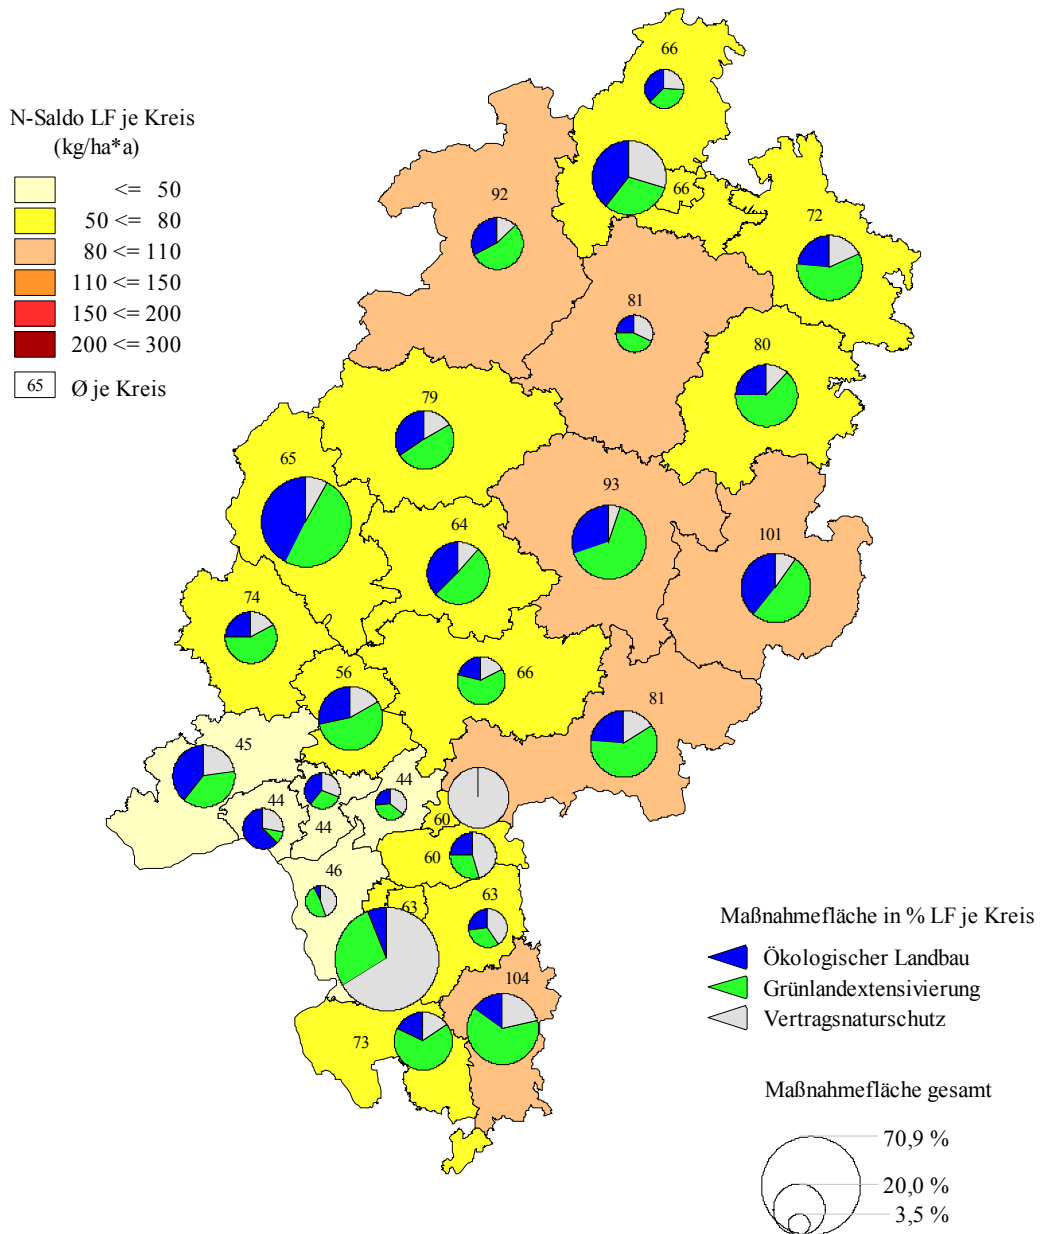 N-Saldo LF je Kreis
(kg/ha*a)
<= 50
50 <= 80
80 <= 110
110 <= 150
150 <= 200
200 <= 300
65 Ø je Kreis
66
66
92
72
81
80
79
65
93
64
101
74
56
66
81
45
44
44
44
60
60
46
63
63
104
73
Maßnahmefläche in % LF je Kreis
Ökologischer Landbau
Grünlandextensivierung
Vertragsnaturschutz
Maßnahmefläche gesamt
70,9 %
20,0 %
3,5 %